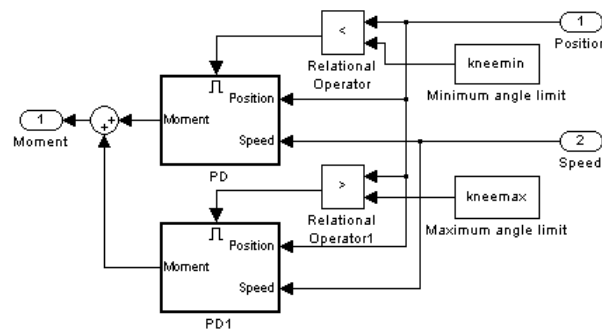 <
Relational
Operator
1
Position
kneemin
Minimum angle limit
Position
Moment
Speed
PD
1
Moment
+
+
2
Speed
>
Relational
Operator1
kneemax
Maximum angle limit
Position
Moment
Speed
PD1